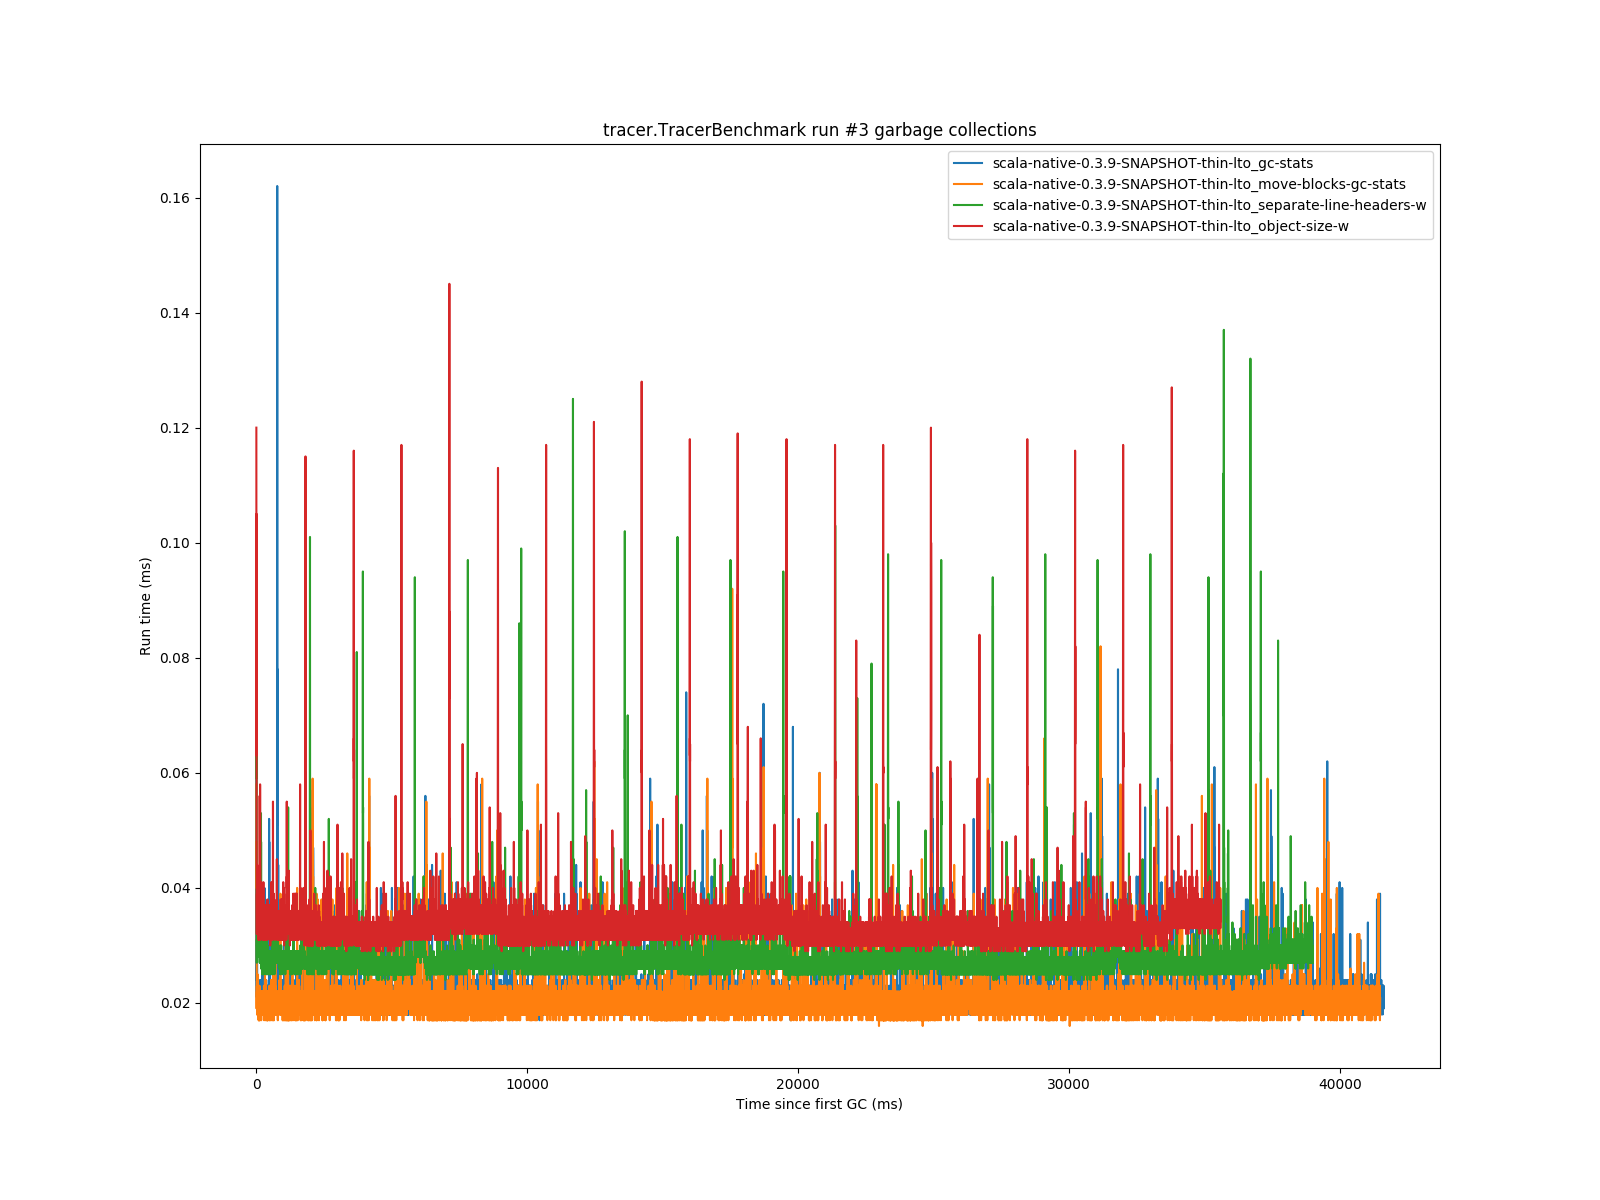 tracer.TracerBenchmark run #3 garbage collections
scala-native-0.3.9-SNAPSHOT-thin-lto_gc-stats
scala-native-0.3.9-SNAPSHOT-thin-lto_move-blocks-gc-stats
scala-native-0.3.9-SNAPSHOT-thin-lto_separate-line-headers-w
scala-native-0.3.9-SNAPSHOT-thin-lto_object-size-w
Run time (ms)
0.16
0.14
0.12
0.10
0.08
0.06
0.04
0.02
0 10000 20000 30000 40000
Time since first GC (ms)